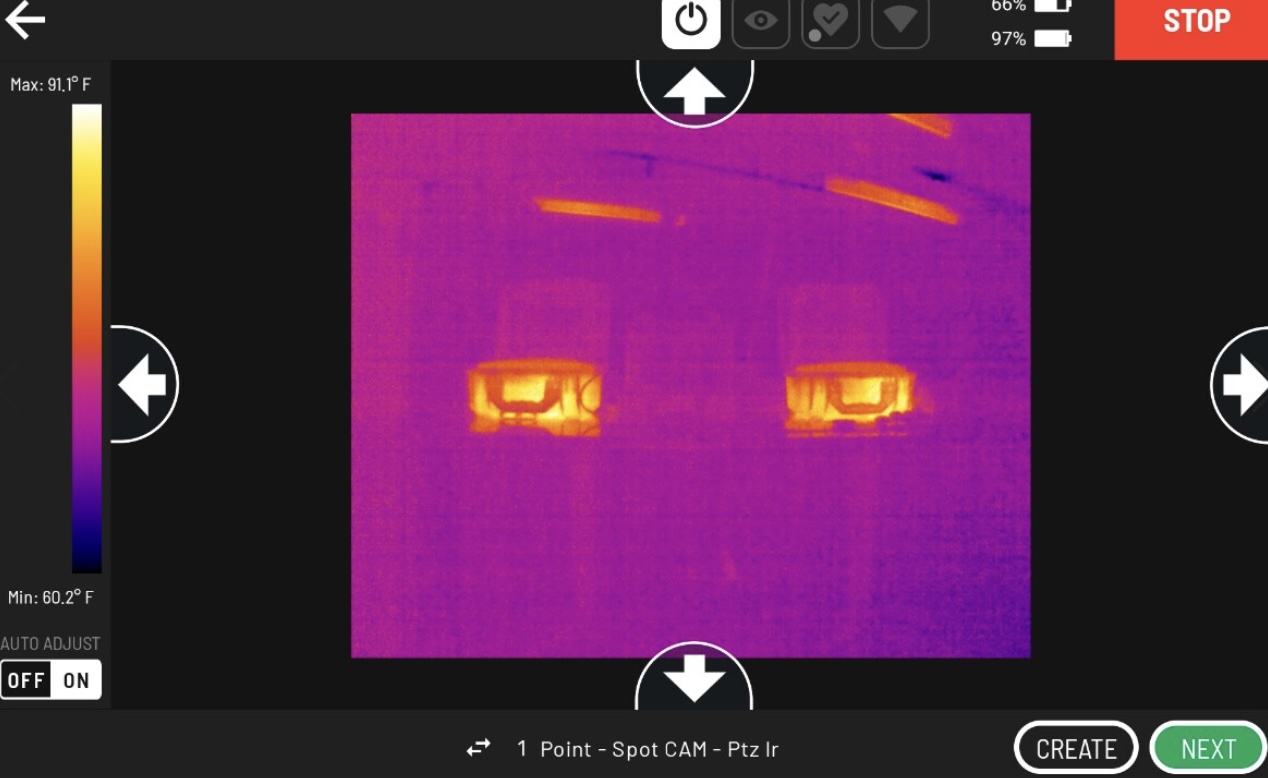 66%
97%
STOP
Max: 91.1° F
Min: 60.2° F
AUTO ADJUST
OFF ON
1 Point - Spot CAM - Ptz Ir
CREATE
NEXT